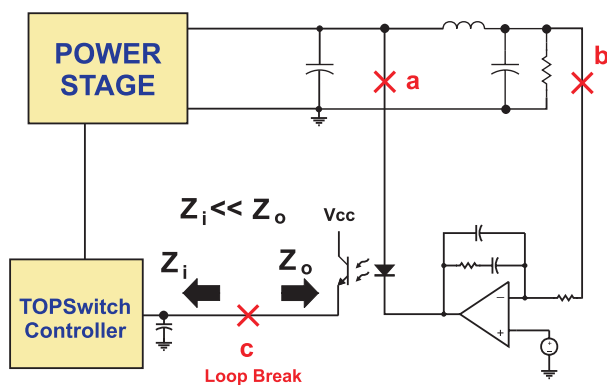 POWER
STAGE
a
b
Zi << Zo
Vcc
Zi
Zo
TOPSwitch
Controller
c
Loop Break
−
+
+
−